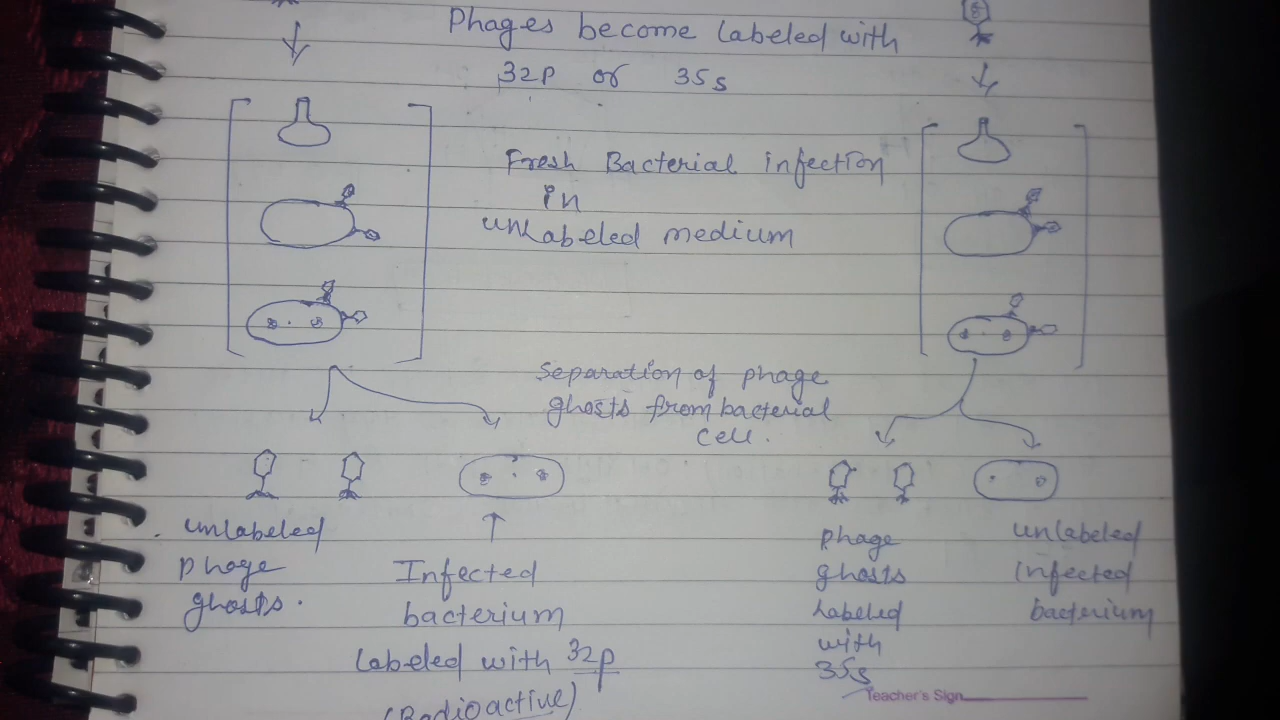 Phages become labeled with
32P or 35s
Fresh Bacterial infection
in
unlabeled medium
Separation of phage
ghosts from bacterial
cell.
unlabeled
phage
ghosts.
Infected
bacterium
labeled with 32p
(Radioactive)
phage
ghosts
labeled
with
35s
unlabeled
infected
bacterium
Teacher's Sign